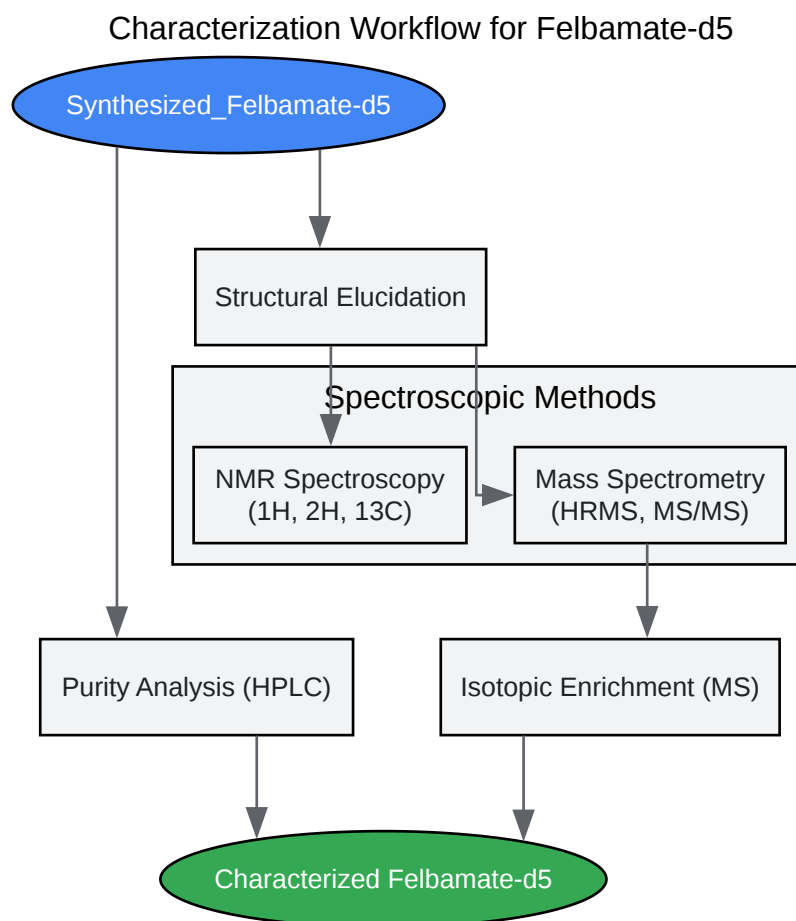 Characterization Workflow for Felbamate-d5
Synthesized_Felbamate-d5
Structural Elucidation
Spectroscopic Methods
NMR Spectroscopy
(1H, 2H, 13C)
Mass Spectrometry
(HRMS, MS/MS)
Purity Analysis (HPLC)
Isotopic Enrichment (MS)
Characterized Felbamate-d5